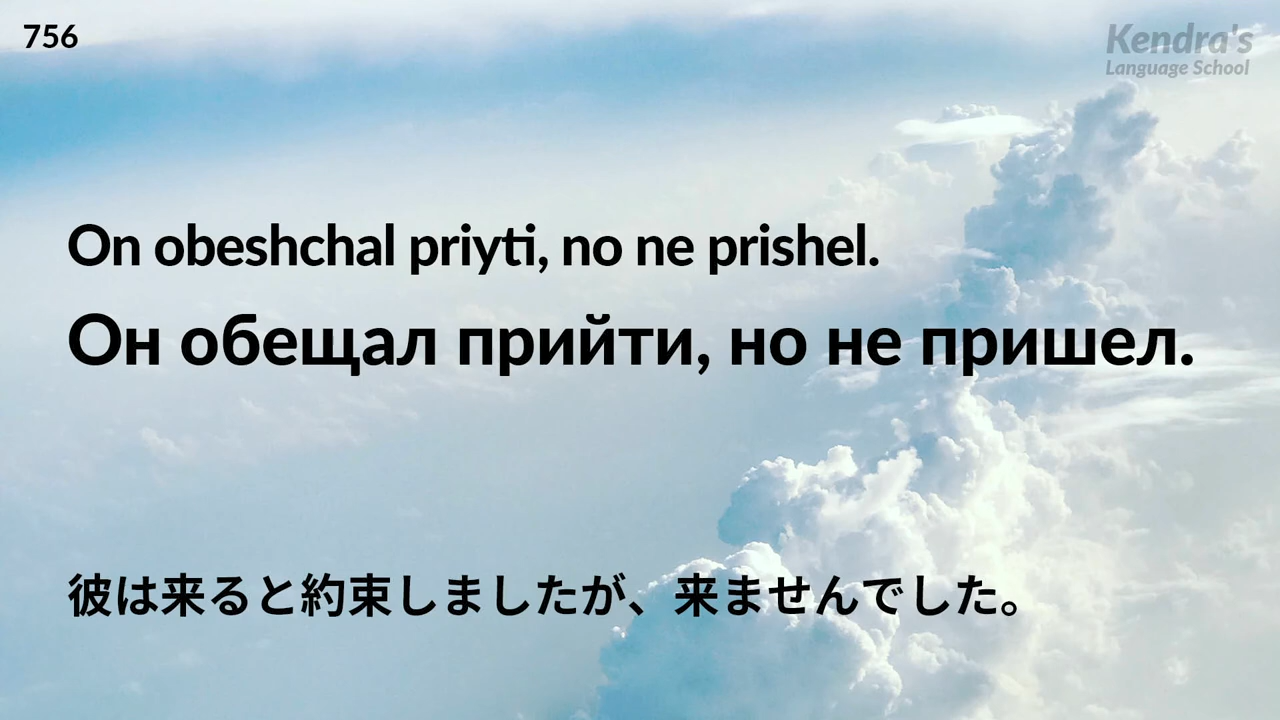 756
Kendra's
Language School
On obeshchal priyti, no ne prishel.
Он обещал прийти, но не пришел.
彼は来ると約束しましたが、来ませんでした。